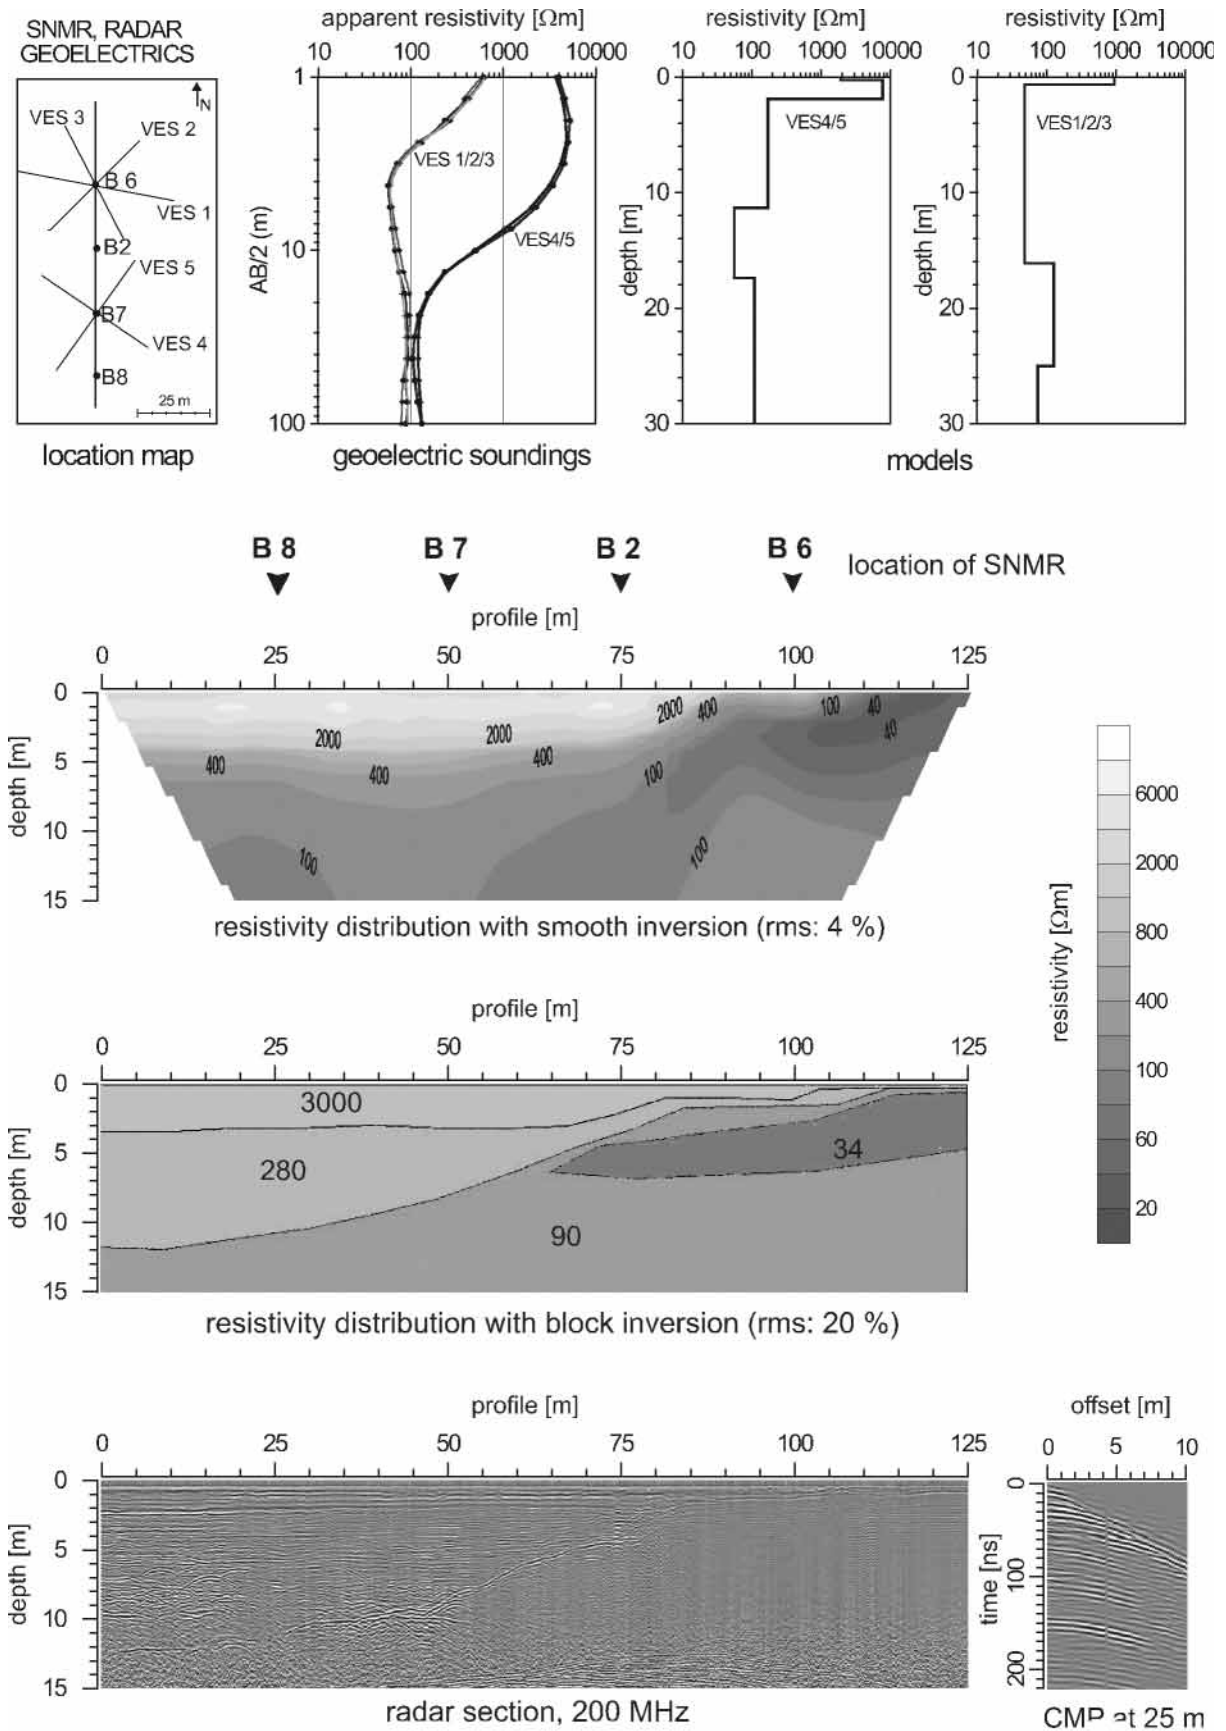 SNMR, RADAR
GEOELECTRICS
N
VES 3
VES 2
B 6
VES 1
B2
VES 5
B7
VES 4
B8
25 m
location map
apparent resistivity [Ωm]
10 100 1000 10000
1
10
100
AB/2 (m)
VES 1/2/3
VES4/5
geoelectric soundings
resistivity [Ωm]
10 100 1000 10000
0
10
20
30
depth [m]
VES4/5
resistivity [Ωm]
10 100 1000 10000
0
10
20
30
depth [m]
VES1/2/3
models
B 8 B 7 B 2 B 6
location of SNMR
profile [m]
0 25 50 75 100 125
0
5
10
15
depth [m]
2000 400 100 40
2000 2000 40
400 400 400 100
100 100
resistivity distribution with smooth inversion (rms: 4 %)
resistivity [Ωm]
6000
2000
800
400
100
60
20
profile [m]
0 25 50 75 100 125
0
5
10
15
depth [m]
3000
280
34
90
resistivity distribution with block inversion (rms: 20 %)
profile [m]
0 25 50 75 100 125
0
5
10
15
depth [m]
radar section, 200 MHz
offset [m]
0 5 10
0
100
200
time [ns]
CMP at 25 m